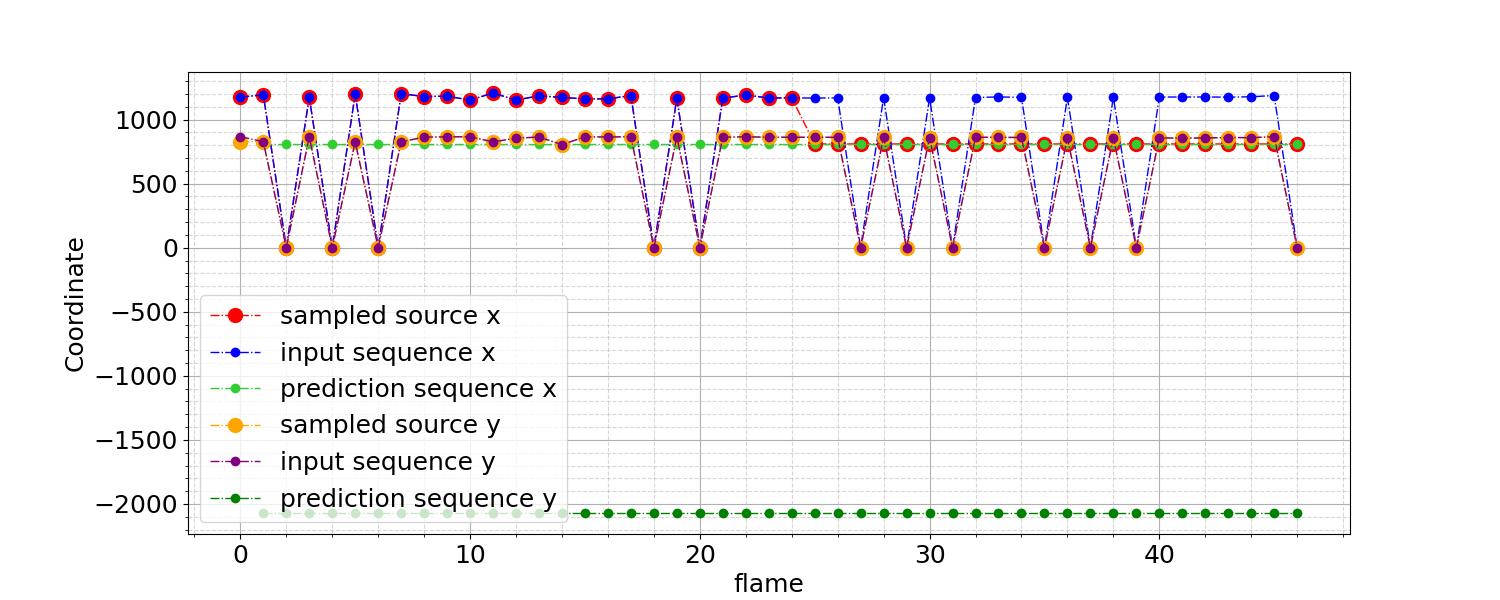 1000
500
0
−500
−1000
−1500
−2000
Coordinate
sampled source x
input sequence x
prediction sequence x
sampled source y
input sequence y
prediction sequence y
0 10 20 30 40
flame